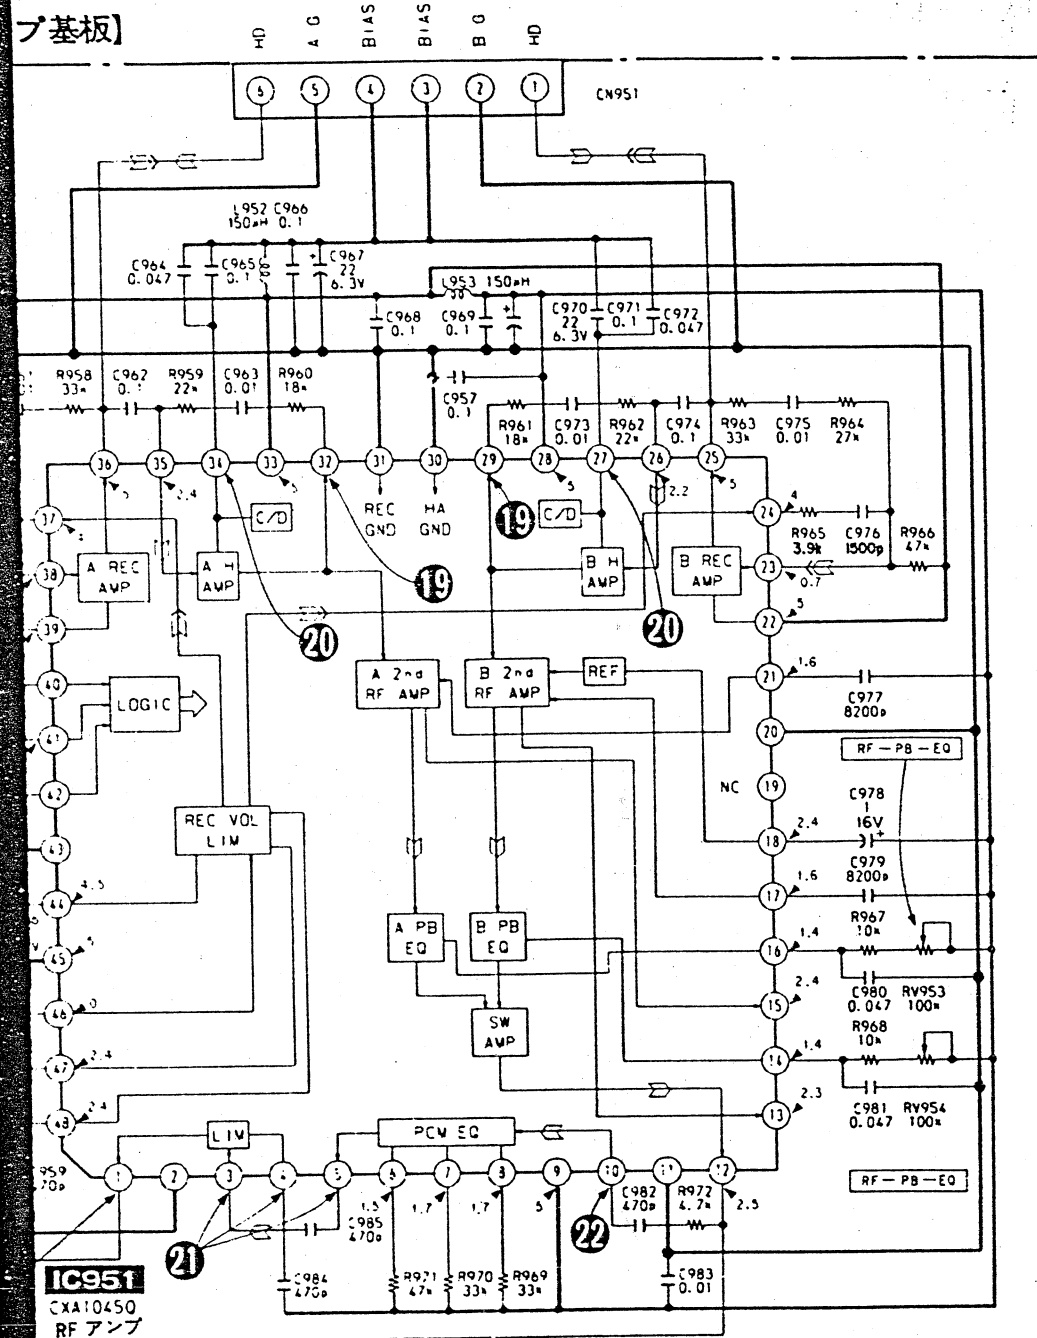 プ基板】
HD
A G
BIAS
BIAS
B G
HD
6
5
4
3
2
1
CN951
L952 C966
150μH 0.1
C964
0.047
C965
0.1
C967
22
6.3V
L953 150μH
C968
0.1
C969
0.1
C970
22
6.3V
C971
0.1
C972
0.047
R958
33k
C962
0.1
R959
22k
C963
0.01
R960
18k
C957
0.1
R961
18k
C973
0.01
R962
22k
C974
0.1
R963
33k
C975
0.01
R964
27k
36
35
34
33
32
31
30
29
28
27
26
25
5
2.4
5
5
2.2
5
REC
GND
HA
GND
C/D
C/D
19
19
20
20
37
38
39
40
41
42
43
44
45
46
47
48
A REC
AMP
A H
AMP
B H
AMP
B REC
AMP
24
4
R965
3.9k
C976
1500p
R966
47k
23
0.7
22
5
A 2nd
RF AMP
B 2nd
RF AMP
REF
LOGIC
21
1.6
C977
8200p
20
RF-PB-EQ
NC
19
C978
1
16V
+
18
2.4
REC VOL
LIM
C979
8200p
17
1.6
4.5
A PB
EQ
B PB
EQ
R967
10k
16
1.4
5
C980
0.047
RV953
100k
15
2.4
0
SW
AMP
R968
10k
14
1.4
2.4
C981
0.047
RV954
100k
13
2.3
2.4
LIM
PCM EQ
1
2
3
4
5
6
7
8
9
10
11
12
RF-PB-EQ
1.5
1.7
1.7
5
2.5
C985
470p
C982
470p
R972
4.7k
21
22
C984
470p
R971
47k
R970
33k
R969
33k
C983
0.01
IC951
CXA1045Q
RF アンプ